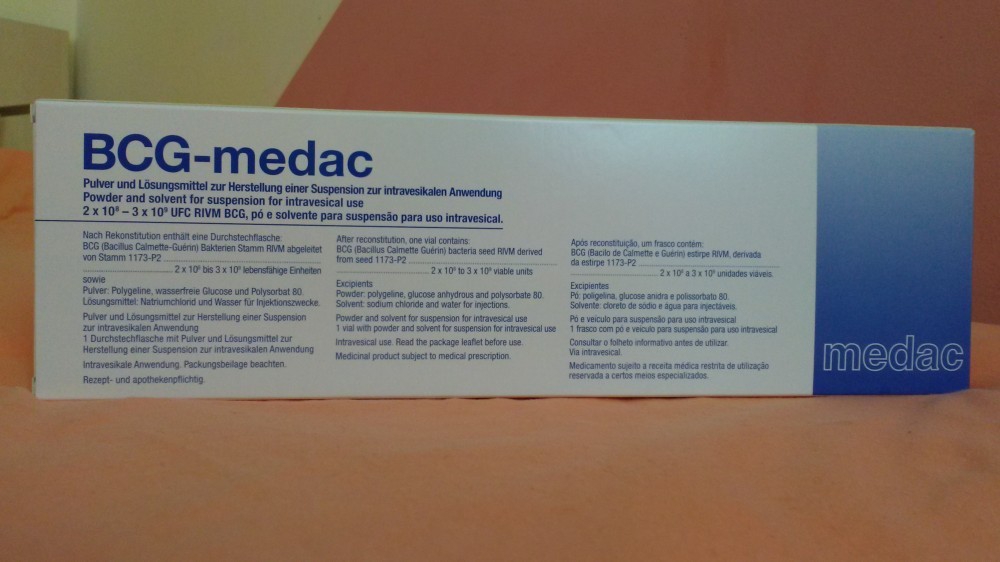 BCG-medac
Pulver und Lösungsmittel zur Herstellung einer Suspension zur intravesikalen Anwendung
Powder and solvent for suspension for intravesical use
2 x 10⁸ – 3 x 10⁹ UFC RIVM BCG, pó e solvente para suspensão para uso intravesical.
Nach Rekonstitution enthält eine Durchstechflasche:
BCG (Bacillus Calmette-Guérin) Bakterien Stamm RIVM abgeleitet
von Stamm 1173-P2
2 x 10⁸ bis 3 x 10⁹ lebensfähige Einheiten
sowie
Pulver: Polygeline, wasserfreie Glucose und Polysorbat 80.
Lösungsmittel: Natriumchlorid und Wasser für Injektionszwecke.
Pulver und Lösungsmittel zur Herstellung einer Suspension
zur intravesikalen Anwendung
1 Durchstechflasche mit Pulver und Lösungsmittel zur
Herstellung einer Suspension zur intravesikalen Anwendung
Intravesikale Anwendung. Packungsbeilage beachten.
Rezept- und apothekenpflichtig.
After reconstitution, one vial contains:
BCG (Bacillus Calmette Guérin) bacteria seed RIVM derived
from seed 1173-P2
2 x 10⁸ to 3 x 10⁹ viable units
Excipients
Powder: polygeline, glucose anhydrous and polysorbate 80.
Solvent: sodium chloride and water for injections.
Powder and solvent for suspension for intravesical use
1 vial with powder and solvent for suspension for intravesical use
Intravesical use. Read the package leaflet before use.
Medicinal product subject to medical prescription.
Após reconstituição, um frasco contém:
BCG (Bacilo de Calmette e Guérin) estirpe RIVM, derivada
da estirpe 1173-P2
2 x 10⁸ a 3 x 10⁹ unidades viáveis.
Excipientes
Pó: poligelina, glucose anidra e polissorbato 80.
Solvente: cloreto de sódio e água para injectáveis.
Pó e veículo para suspensão para uso intravesical
1 frasco com pó e veículo para suspensão para uso intravesical
Consultar o folheto informativo antes de utilizar.
Via intravesical.
Medicamento sujeito a receita médica restrita de utilização
reservada a certos meios especializados.
medac